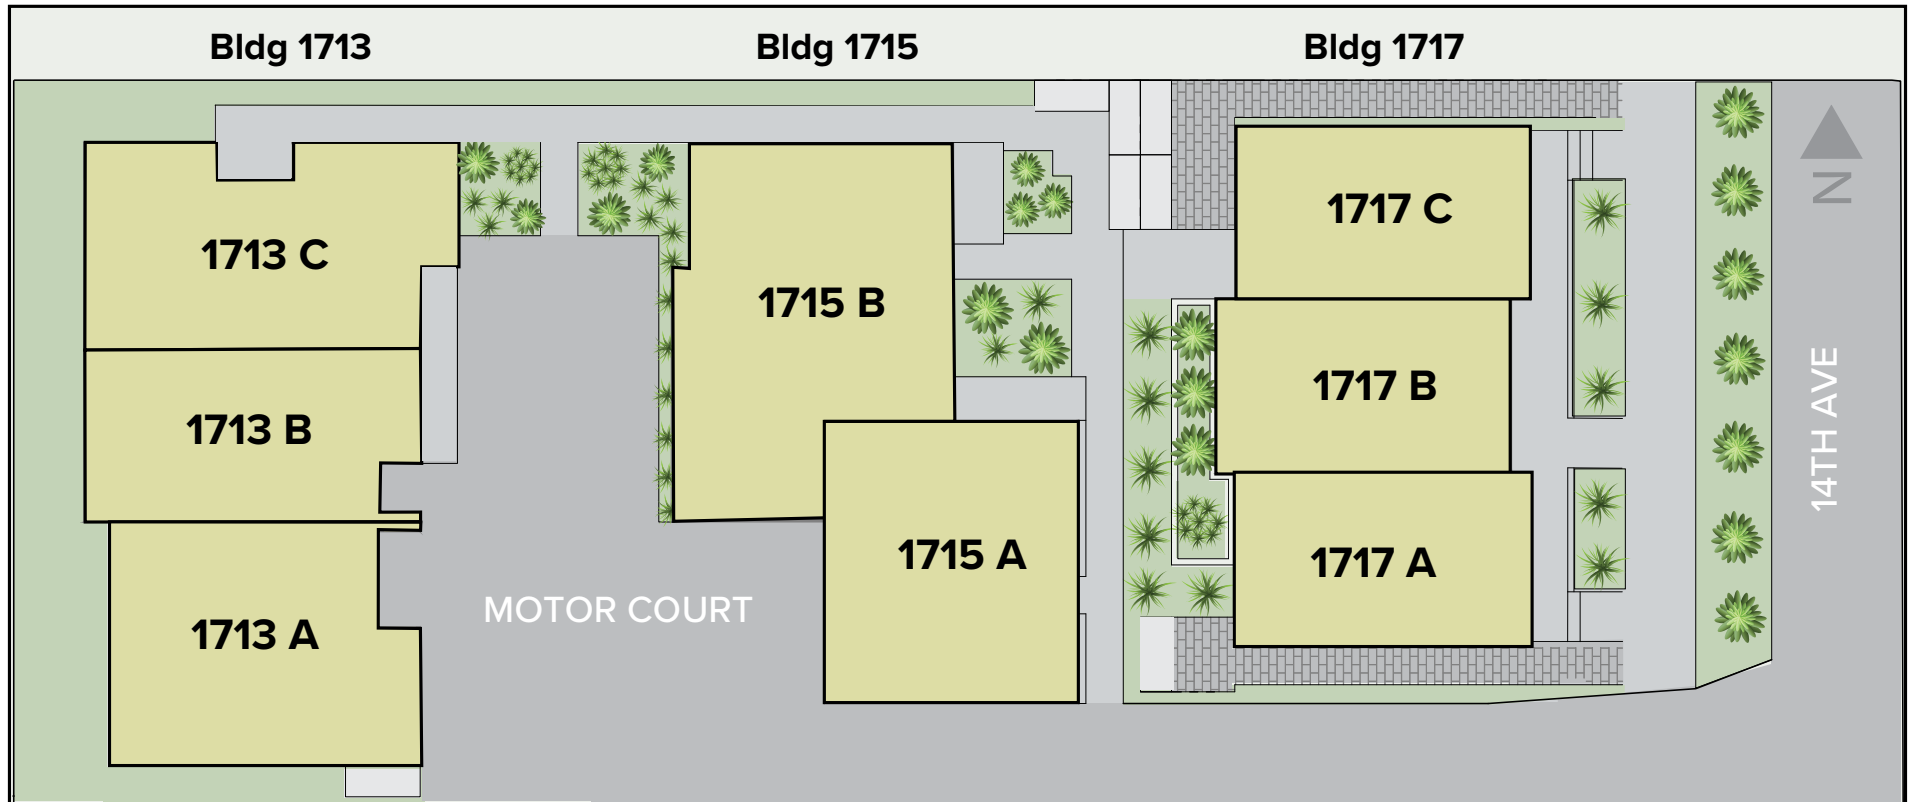 Bldg 1713
Bldg 1715
Bldg 1717
N
1713 C
1715 B
1717 C
1713 B
1717 B
14TH AVE
1713 A
MOTOR COURT
1715 A
1717 A